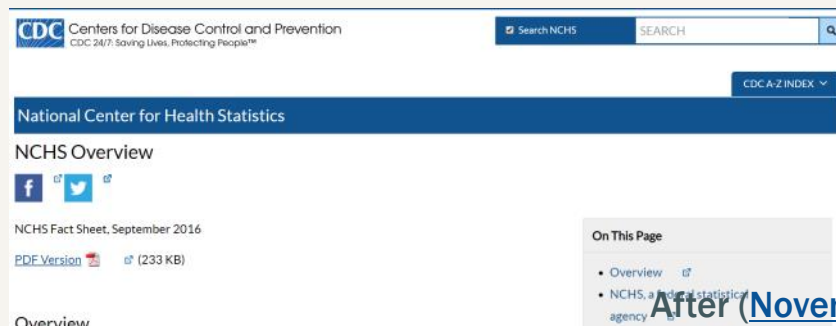 CDC Centers for Disease Control and Prevention
CDC 24/7: Saving Lives, Protecting People™
Search NCHS
SEARCH
CDC A-Z INDEX
National Center for Health Statistics
NCHS Overview
NCHS Fact Sheet, September 2016
PDF Version (233 KB)
On This Page
• Overview
• NCHS, a federal statistical
agency
After (Nover
Overview